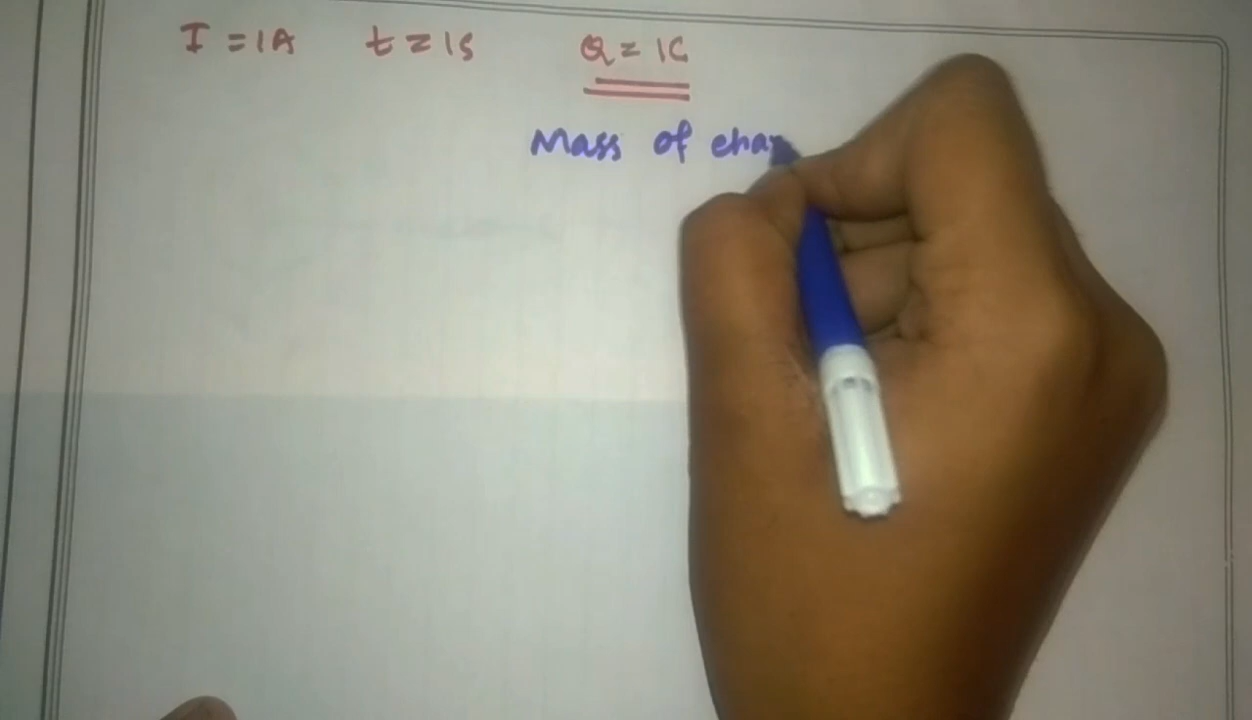 I = 1A t = 1s Q = 1C
Mass of